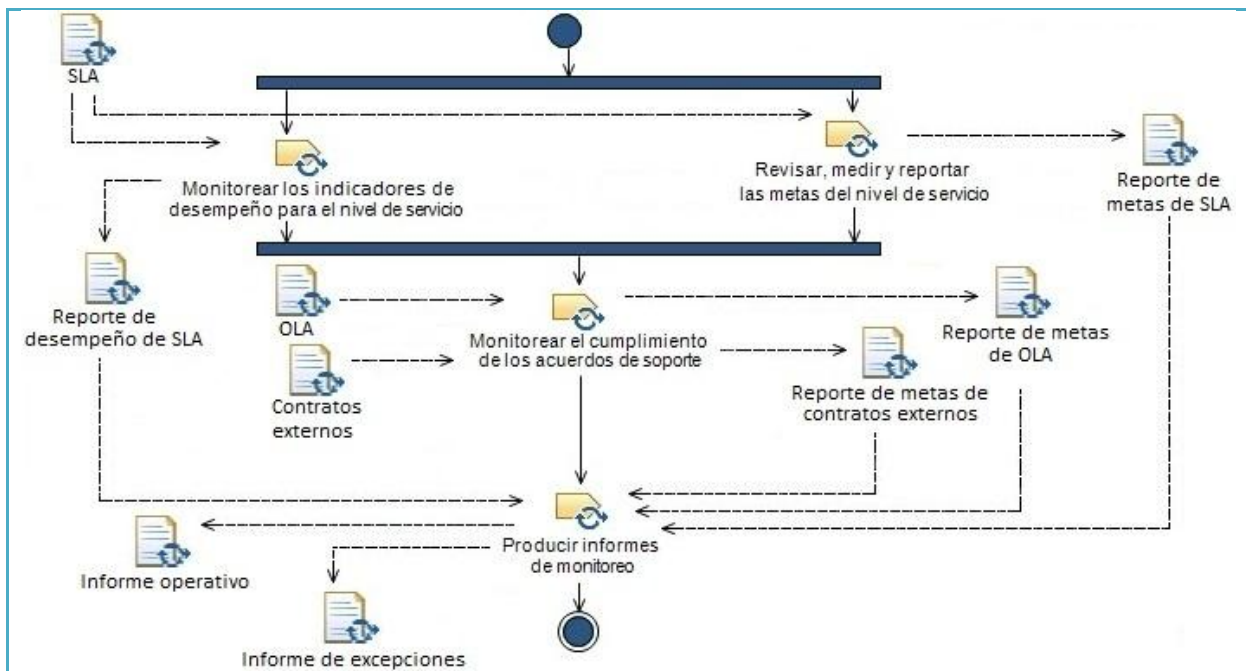 SLA
Monitorear los indicadores de
desempeño para el nivel de servicio
Revisar, medir y reportar
las metas del nivel de servicio
Reporte de
metas de SLA
Reporte de
desempeño de SLA
OLA
Contratos
externos
Monitorear el cumplimiento
de los acuerdos de soporte
Reporte de metas
de OLA
Reporte de metas de
contratos externos
Producir informes
de monitoreo
Informe operativo
Informe de excepciones